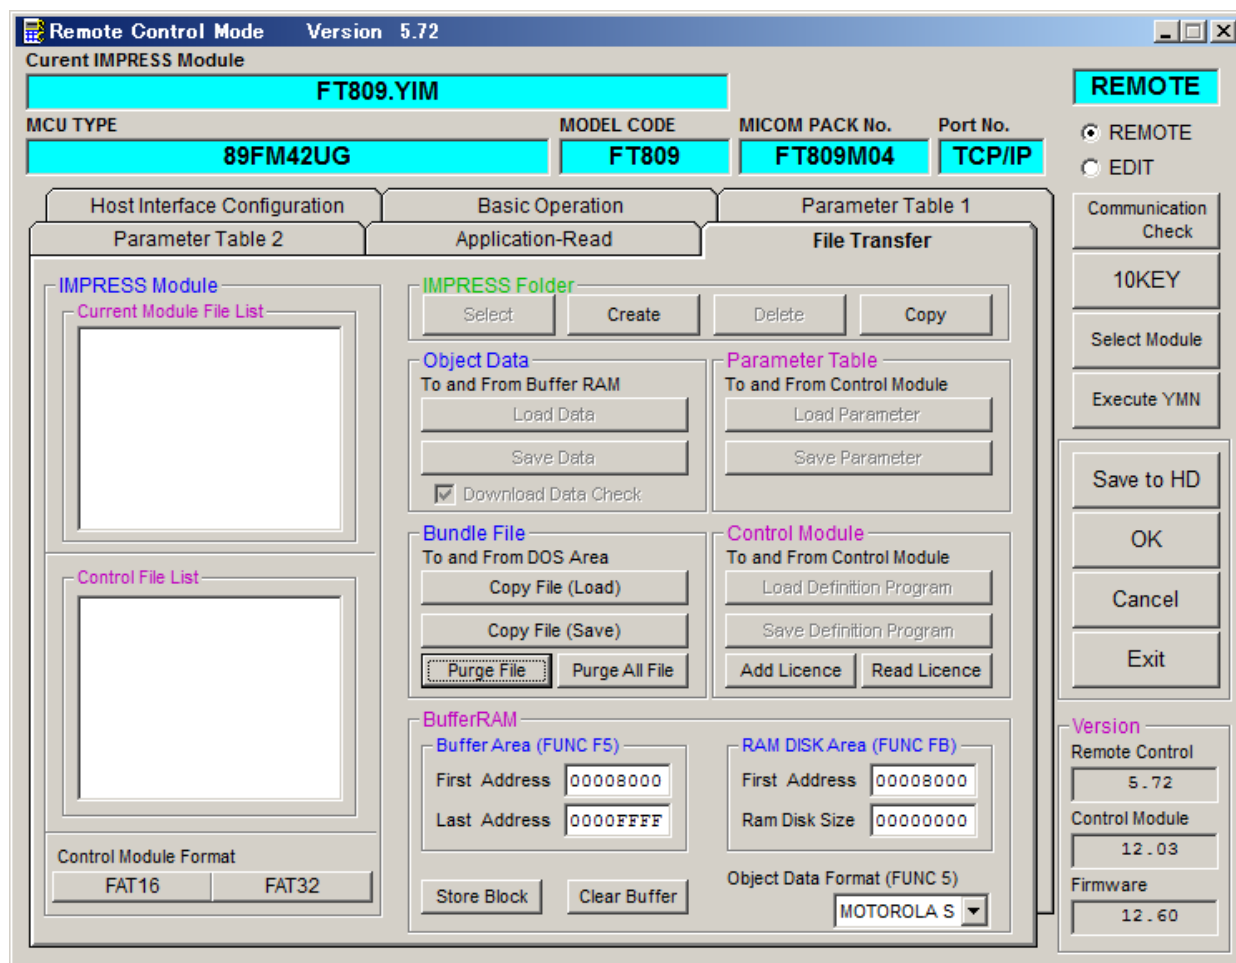 Remote Control Mode Version 5.72
Curent IMPRESS Module
FT809.YIM
MCU TYPE
MODEL CODE
MICOM PACK No.
Port No.
89FM42UG
FT809
FT809M04
TCP/IP
REMOTE
REMOTE
EDIT
Host Interface Configuration
Basic Operation
Parameter Table 1
Parameter Table 2
Application-Read
File Transfer
IMPRESS Module
Current Module File List
Control File List
Control Module Format
FAT16
FAT32
IMPRESS Folder
Select
Create
Delete
Copy
Object Data
To and From Buffer RAM
Load Data
Save Data
Download Data Check
Parameter Table
To and From Control Module
Load Parameter
Save Parameter
Bundle File
To and From DOS Area
Copy File (Load)
Copy File (Save)
Purge File
Purge All File
Control Module
To and From Control Module
Load Definition Program
Save Definition Program
Add Licence
Read Licence
BufferRAM
Buffer Area (FUNC F5)
First Address
00008000
Last Address
0000FFFF
RAM DISK Area (FUNC FB)
First Address
00008000
Ram Disk Size
00000000
Store Block
Clear Buffer
Object Data Format (FUNC 5)
MOTOROLA S
Communication
Check
10KEY
Select Module
Execute YMN
Save to HD
OK
Cancel
Exit
Version
Remote Control
5.72
Control Module
12.03
Firmware
12.60